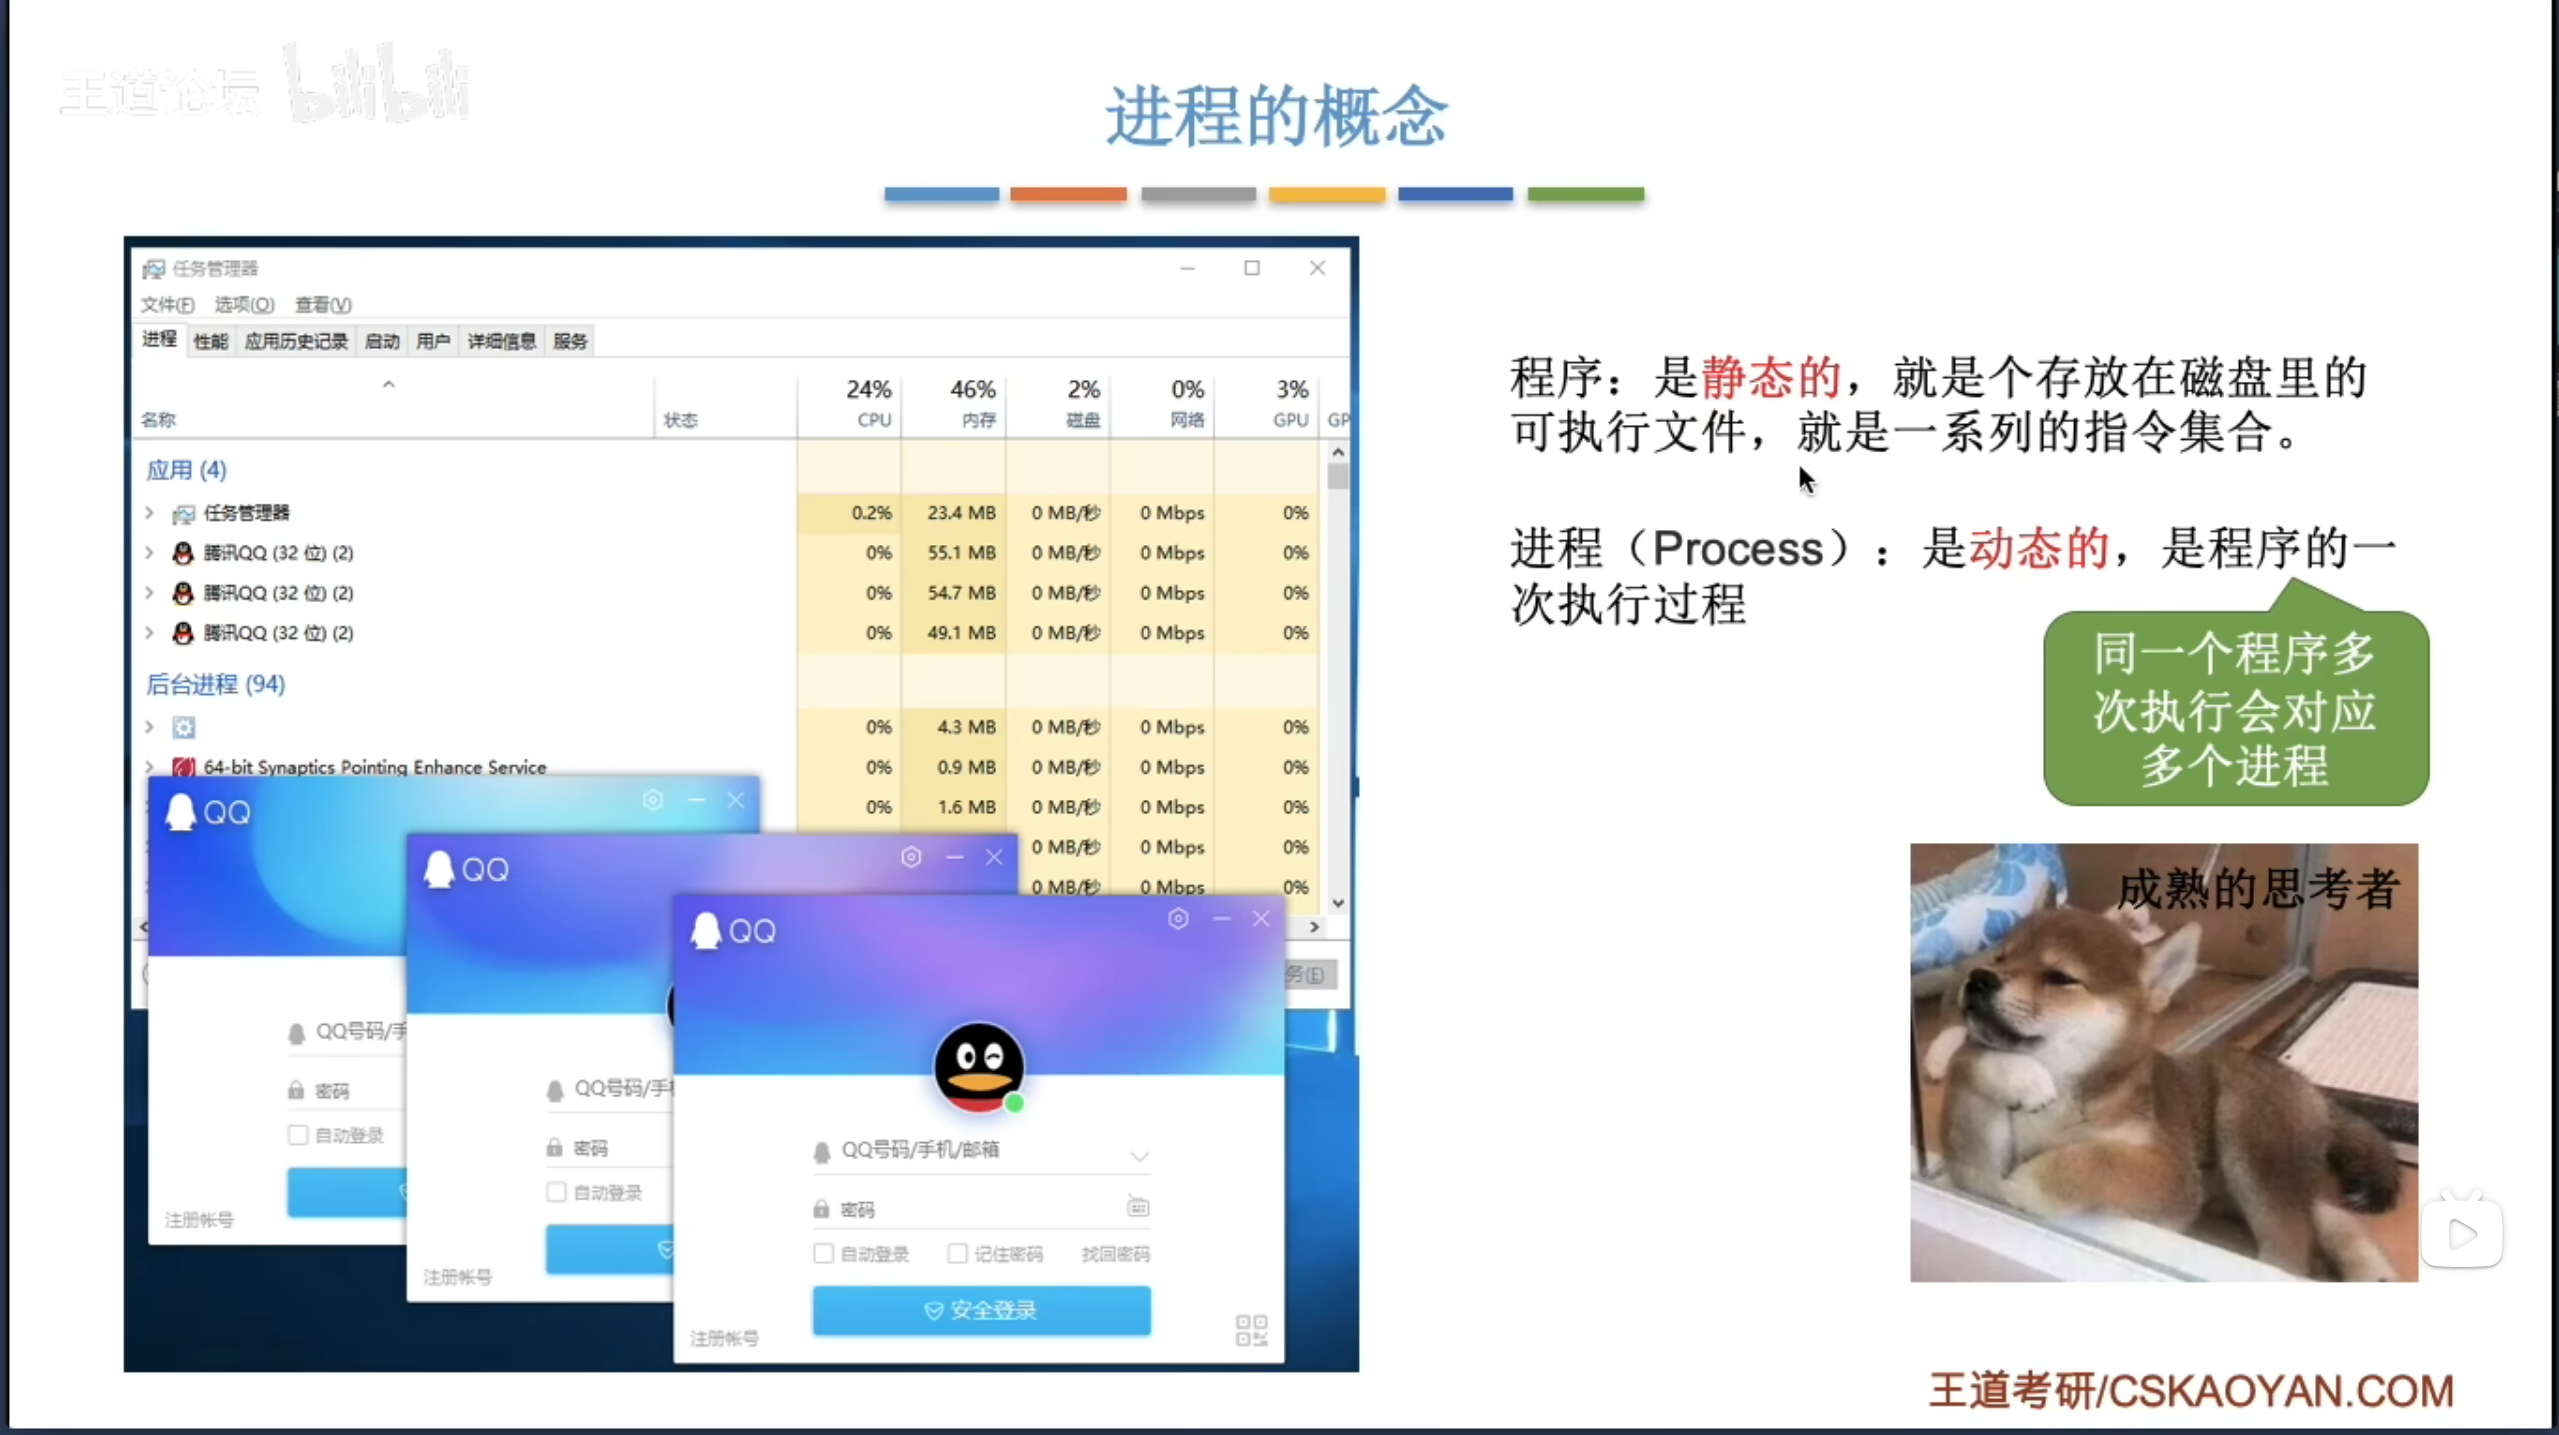 王道论坛 bilibili
进程的概念
任务管理器
文件(F) 选项(O) 查看(V)
进程 性能 应用历史记录 启动 用户 详细信息 服务
24% 46% 2% 0% 3%
名称 状态 CPU 内存 磁盘 网络 GPU GP
应用 (4)
任务管理器 0.2% 23.4 MB 0 MB/秒 0 Mbps 0%
腾讯QQ (32 位) (2) 0% 55.1 MB 0 MB/秒 0 Mbps 0%
腾讯QQ (32 位) (2) 0% 54.7 MB 0 MB/秒 0 Mbps 0%
腾讯QQ (32 位) (2) 0% 49.1 MB 0 MB/秒 0 Mbps 0%
后台进程 (94)
0% 4.3 MB 0 MB/秒 0 Mbps 0%
64-bit Synaptics Pointing Enhance Service 0% 0.9 MB 0 MB/秒 0 Mbps 0%
0% 1.6 MB 0 MB/秒 0 Mbps 0%
0 MB/秒 0 Mbps 0%
0 MB/秒 0 Mbps 0%
务(E)
QQ
QQ号码/手
密码
自动登录
注册帐号
QQ
QQ号码/手机
密码
自动登录
注册帐号
QQ
QQ号码/手机/邮箱
密码
自动登录 记住密码 找回密码
安全登录
注册帐号
程序：是静态的，就是个存放在磁盘里的
可执行文件，就是一系列的指令集合。
进程（Process）：是动态的，是程序的一
次执行过程
同一个程序多
次执行会对应
多个进程
成熟的思考者
王道考研/CSKAOYAN.COM